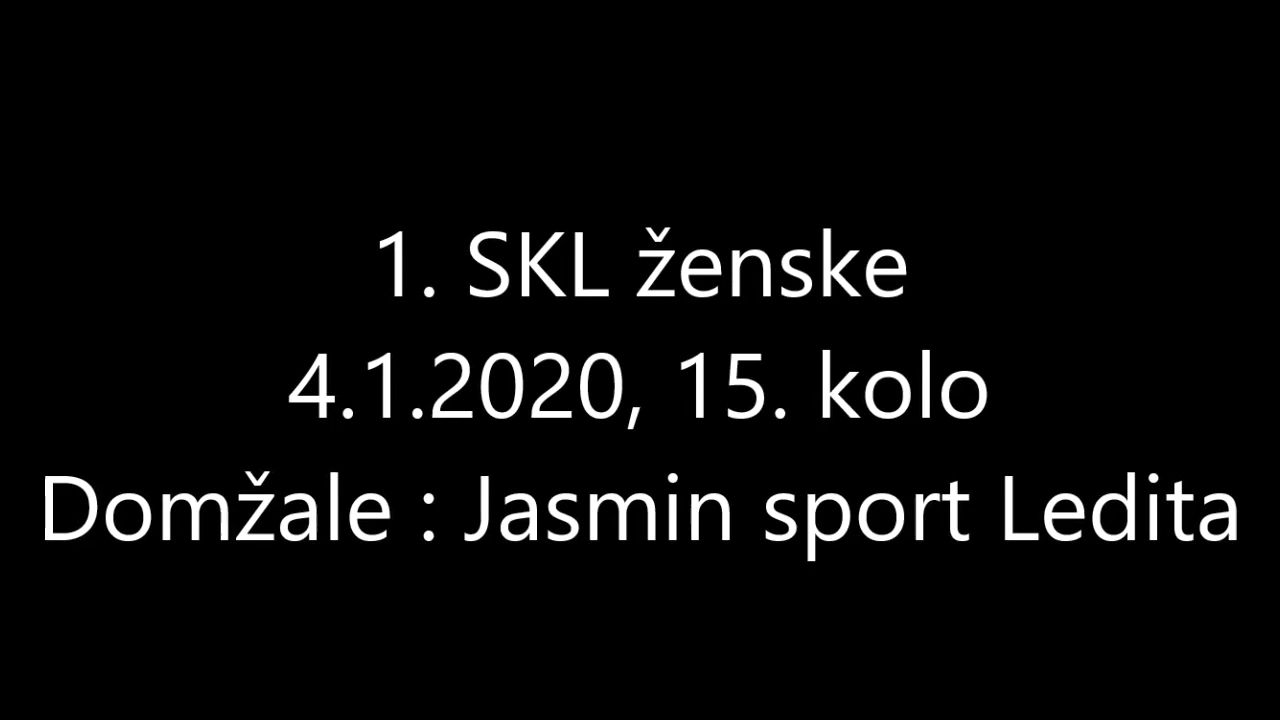 1. SKL ženske
4.1.2020, 15. kolo
Domžale : Jasmin sport Ledita